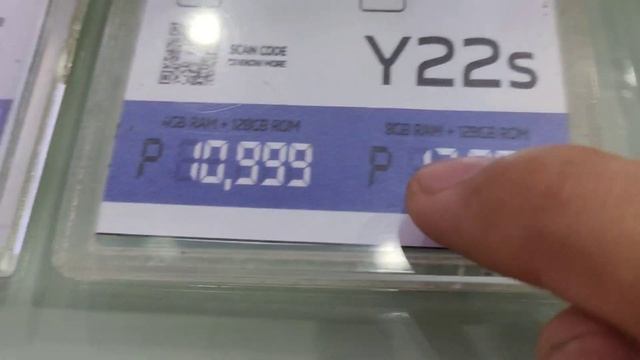 SCAN CODE
TO KNOW MORE
Y22s
4GB RAM + 128GB ROM
8GB RAM + 128GB ROM
P 10,999
P